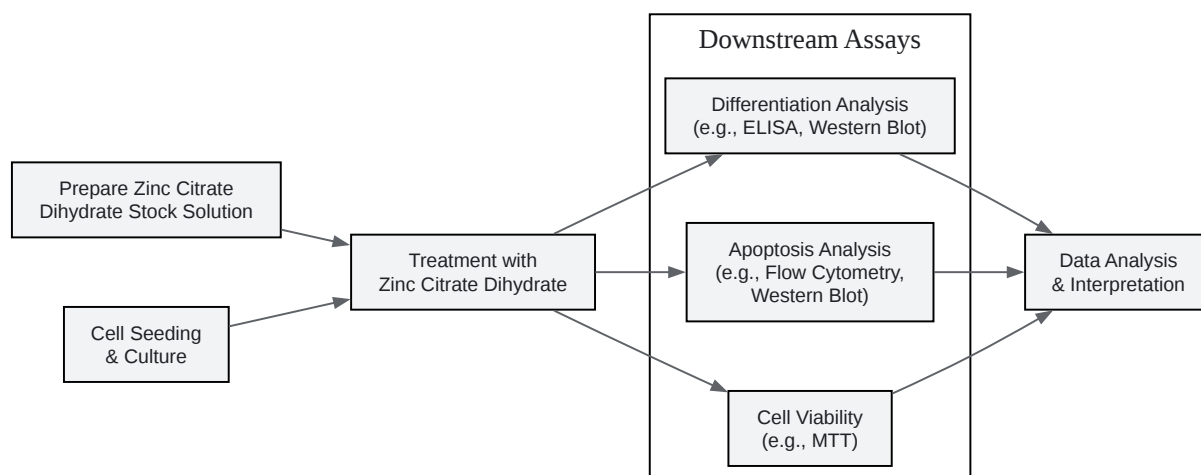 Prepare Zinc Citrate
Dihydrate Stock Solution
Cell Seeding
& Culture
Treatment with
Zinc Citrate Dihydrate
Downstream Assays
Differentiation Analysis
(e.g., ELISA, Western Blot)
Apoptosis Analysis
(e.g., Flow Cytometry,
Western Blot)
Cell Viability
(e.g., MTT)
Data Analysis
& Interpretation